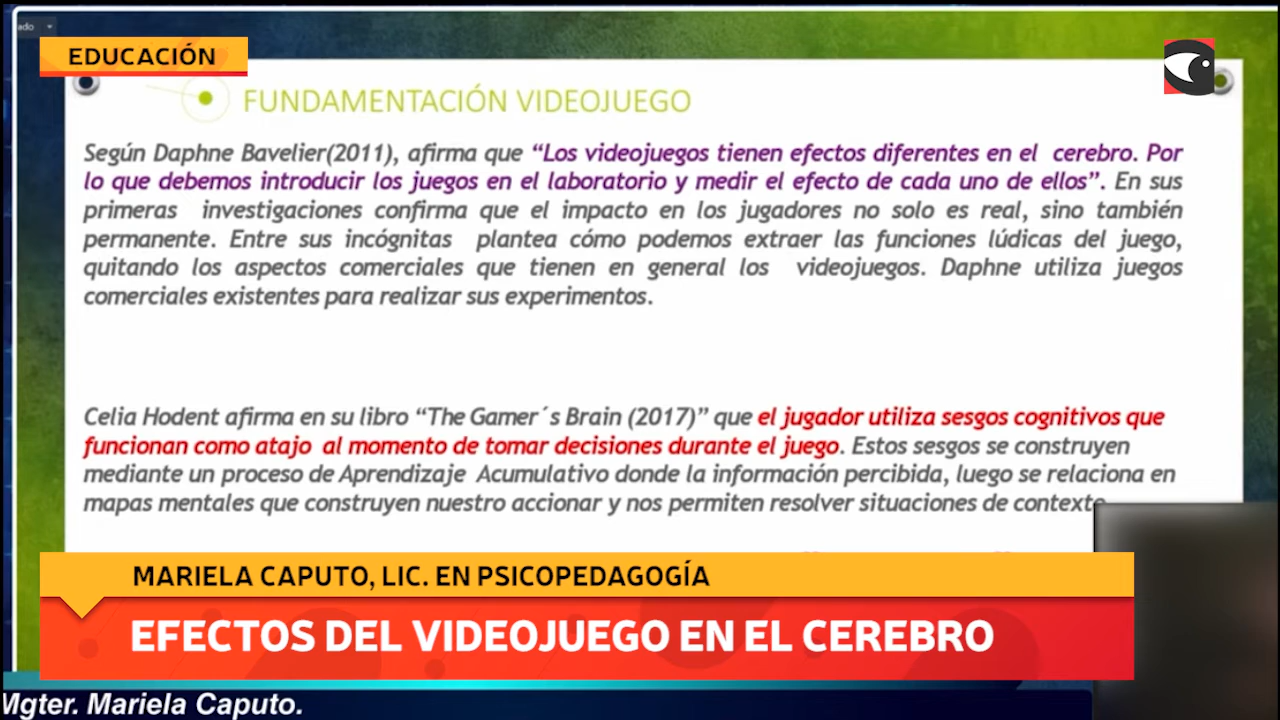 ado
EDUCACIÓN
FUNDAMENTACIÓN VIDEOJUEGO
Según Daphne Bavelier(2011), afirma que “Los videojuegos tienen efectos diferentes en el cerebro. Por
lo que debemos introducir los juegos en el laboratorio y medir el efecto de cada uno de ellos”. En sus
primeras investigaciones confirma que el impacto en los jugadores no solo es real, sino también
permanente. Entre sus incógnitas plantea cómo podemos extraer las funciones lúdicas del juego,
quitando los aspectos comerciales que tienen en general los videojuegos. Daphne utiliza juegos
comerciales existentes para realizar sus experimentos.
Celia Hodent afirma en su libro “The Gamer´s Brain (2017)” que el jugador utiliza sesgos cognitivos que
funcionan como atajo al momento de tomar decisiones durante el juego. Estos sesgos se construyen
mediante un proceso de Aprendizaje Acumulativo donde la información percibida, luego se relaciona en
mapas mentales que construyen nuestro accionar y nos permiten resolver situaciones de contexto
MARIELA CAPUTO, LIC. EN PSICOPEDAGOGÍA
EFECTOS DEL VIDEOJUEGO EN EL CEREBRO
Mgter. Mariela Caputo.